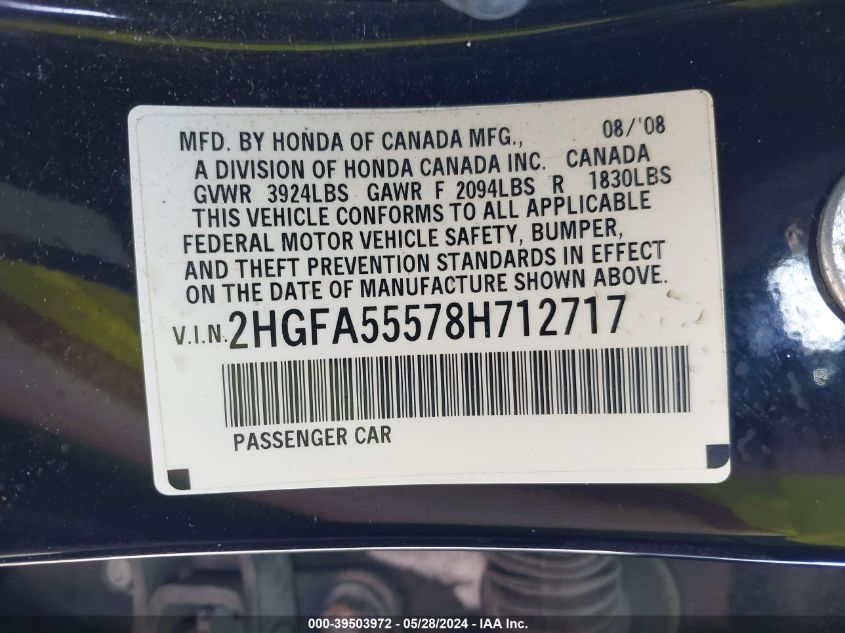 MFD. BY HONDA OF CANADA MFG., 08/'08
A DIVISION OF HONDA CANADA INC. CANADA
GVWR 3924LBS GAWR F 2094LBS R 1830LBS
THIS VEHICLE CONFORMS TO ALL APPLICABLE
FEDERAL MOTOR VEHICLE SAFETY, BUMPER,
AND THEFT PREVENTION STANDARDS IN EFFECT
ON THE DATE OF MANUFACTURE SHOWN ABOVE.
V.I.N. 2HGFA55578H712717
PASSENGER CAR
000-39503972 - 05/28/2024 - IAA Inc.